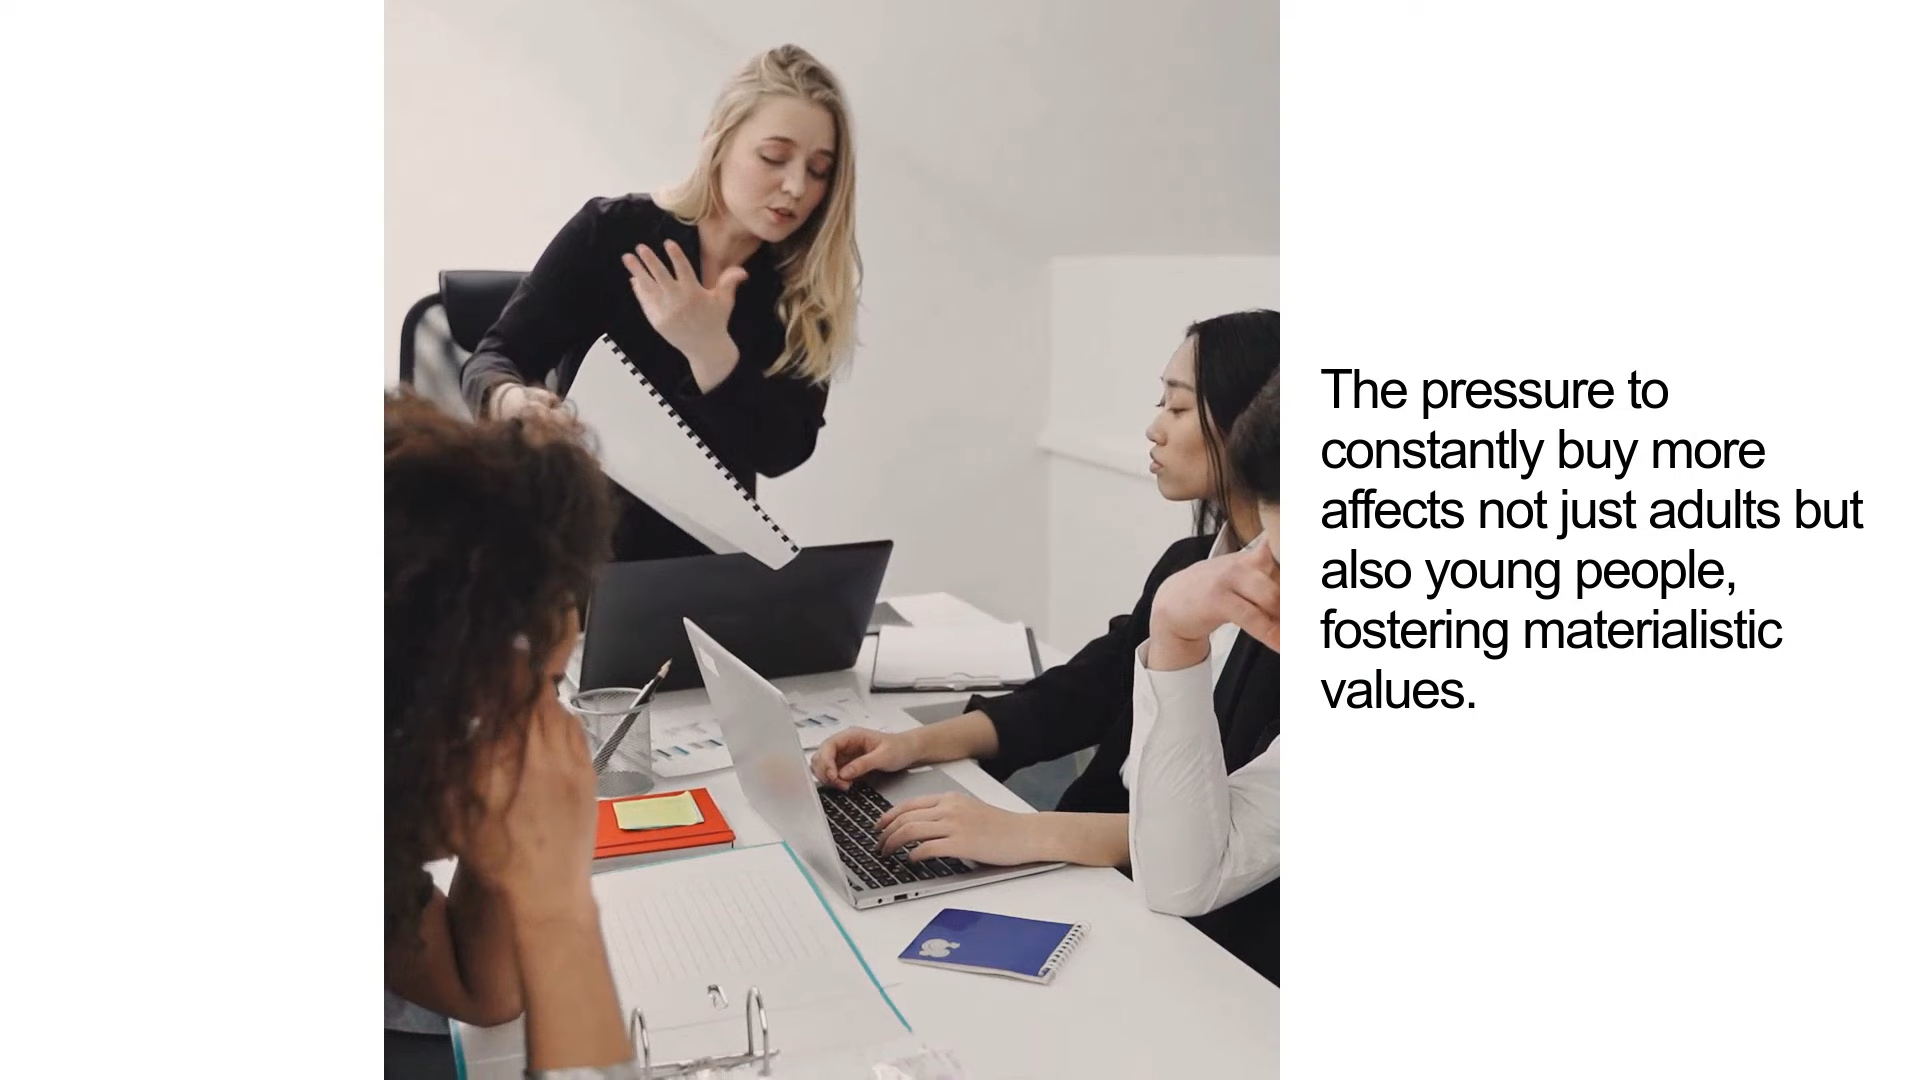 The pressure to
constantly buy more
affects not just adults but
also young people,
fostering materialistic
values.